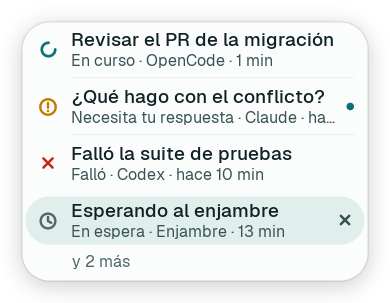 Revisar el PR de la migración
En curso · OpenCode · 1 min
¿Qué hago con el conflicto?
Necesita tu respuesta · Claude · ha…
Falló la suite de pruebas
Falló · Codex · hace 10 min
Esperando al enjambre
En espera · Enjambre · 13 min
y 2 más